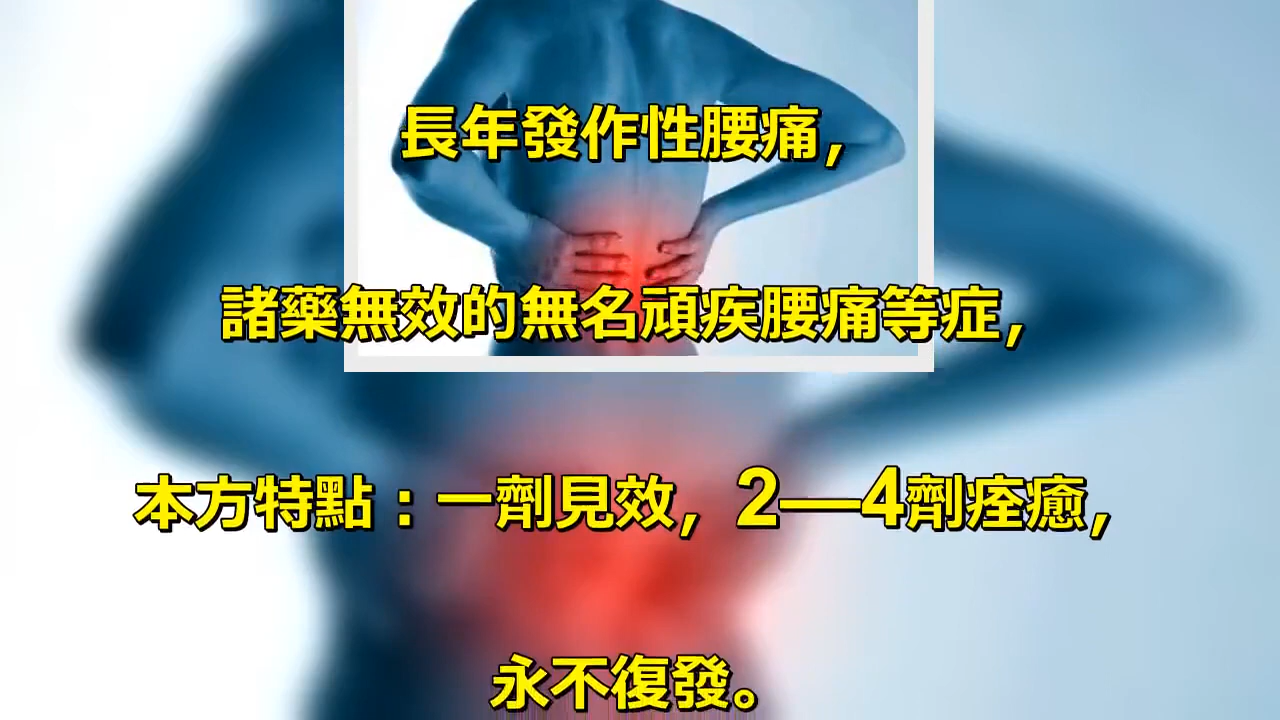 長年發作性腰痛，
諸藥無效的無名頑疾腰痛等症，
本方特點：一劑見效，2—4劑痊癒，
永不復發。